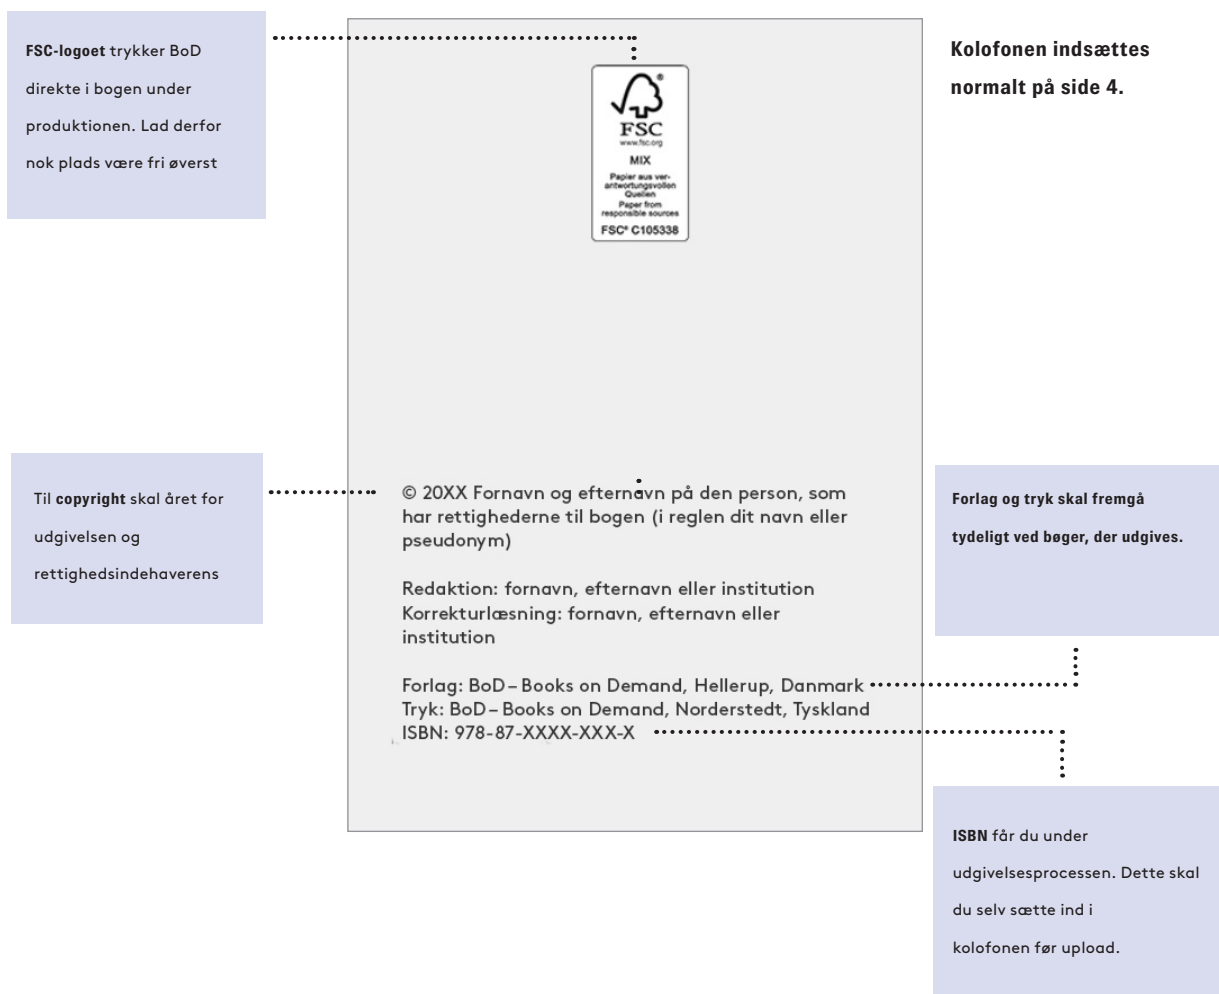 FSC-logoet trykker BoD
direkte i bogen under
produktionen. Lad derfor
nok plads være fri øverst
Kolofonen indsættes
normalt på side 4.
®
FSC
www.fsc.org
MIX
Papier aus ver-
antwortungsvollen
Quellen
Paper from
responsible sources
FSC® C105338
Til copyright skal året for
udgivelsen og
rettighedsindehaverens
© 20XX Fornavn og efternavn på den person, som
har rettighederne til bogen (i reglen dit navn eller
pseudonym)
Redaktion: fornavn, efternavn eller institution
Korrekturlæsning: fornavn, efternavn eller
institution
Forlag: BoD – Books on Demand, Hellerup, Danmark
Tryk: BoD – Books on Demand, Norderstedt, Tyskland
ISBN: 978-87-XXXX-XXX-X
Forlag og tryk skal fremgå
tydeligt ved bøger, der udgives.
ISBN får du under
udgivelsesprocessen. Dette skal
du selv sætte ind i
kolofonen før upload.